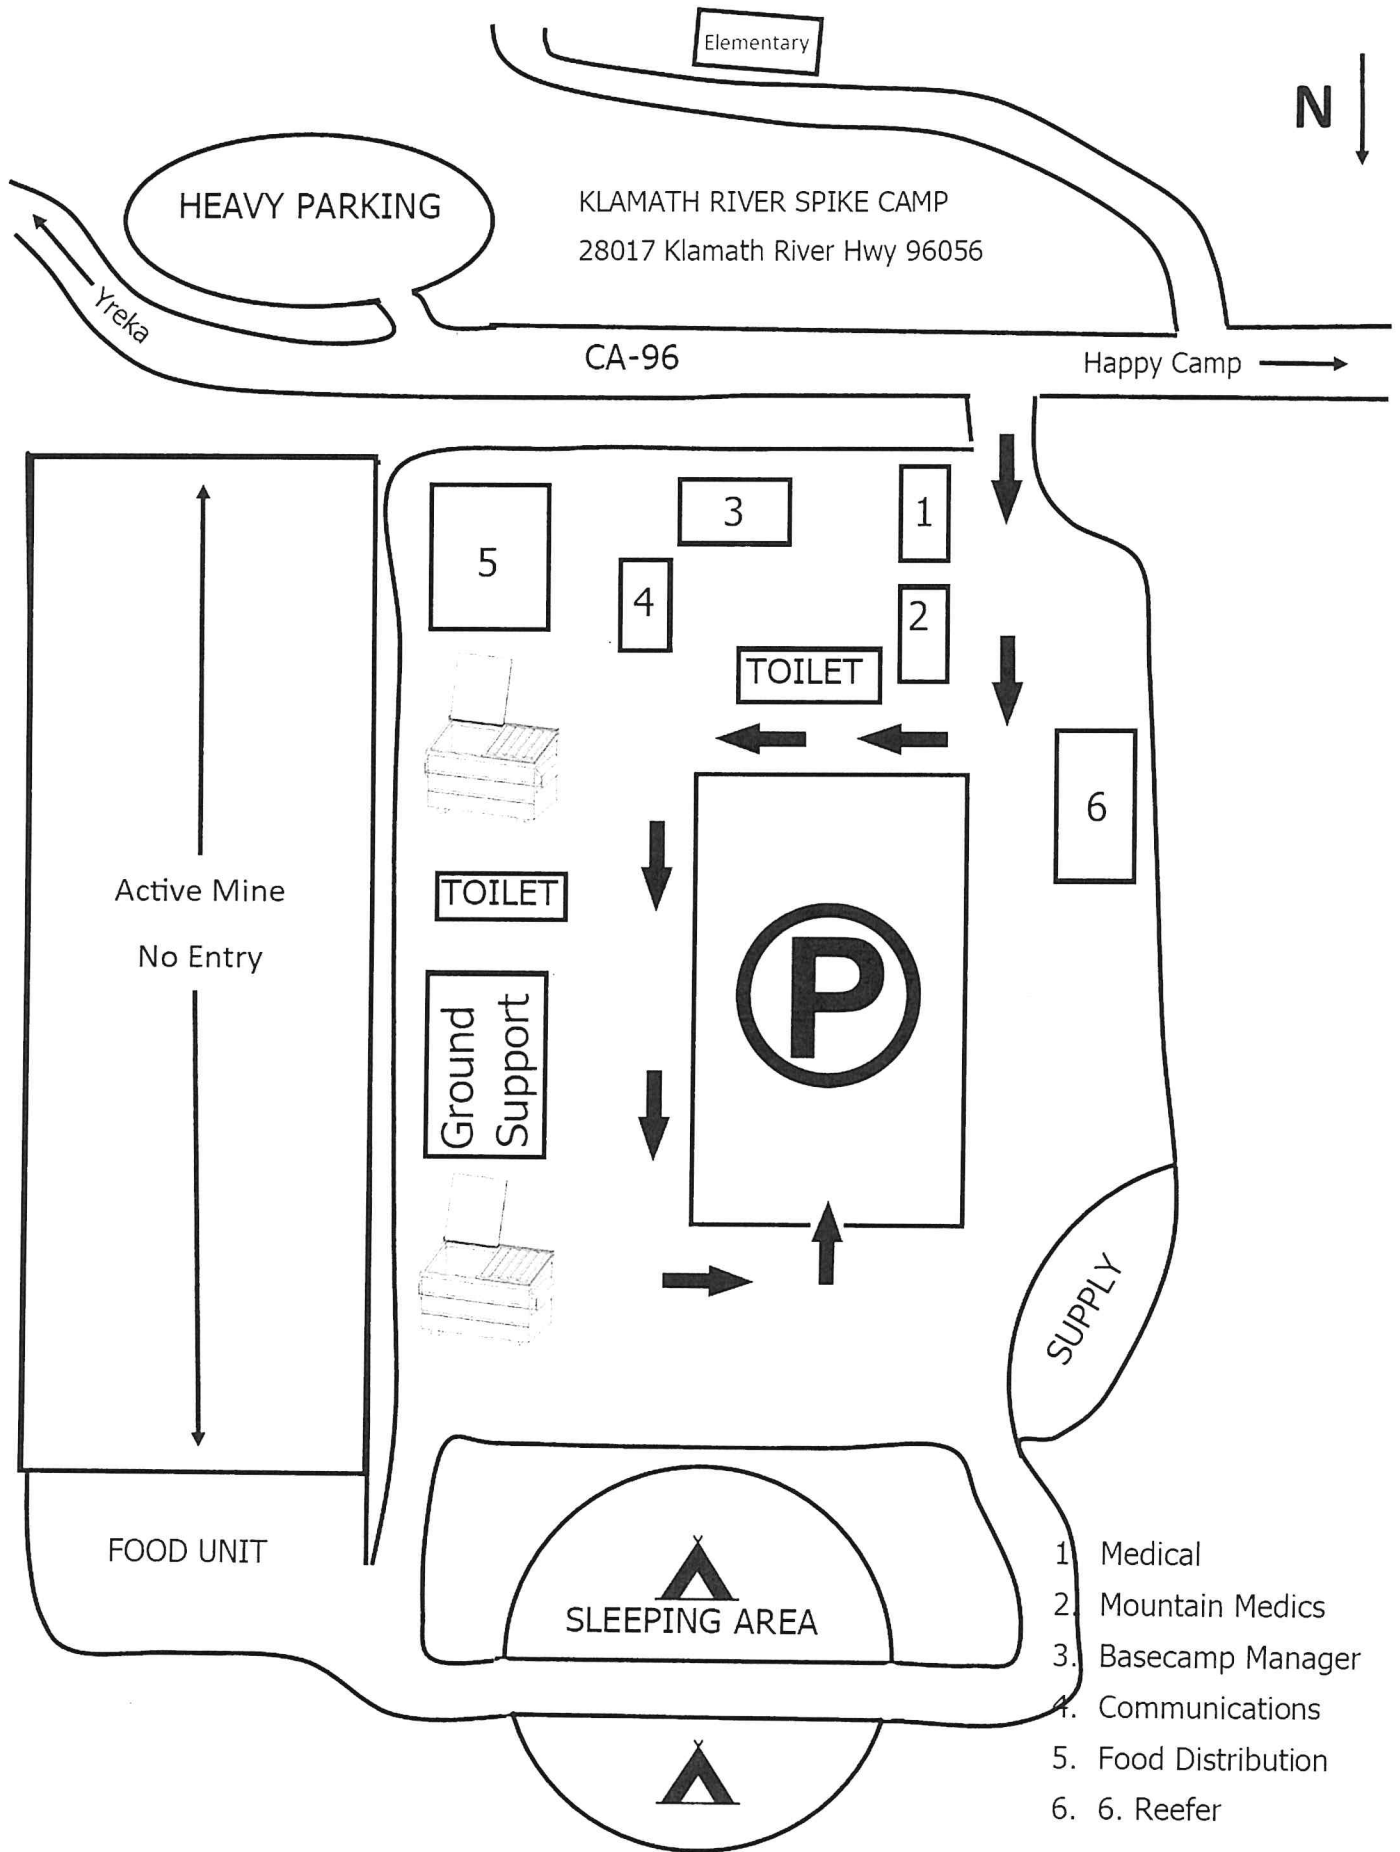 Elementary
N
HEAVY PARKING
KLAMATH RIVER SPIKE CAMP
28017 Klamath River Hwy 96056
Yreka
CA-96
Happy Camp
1
3
5
4
2
TOILET
6
Active Mine
No Entry
TOILET
P
Ground
Support
SUPPLY
FOOD UNIT
SLEEPING AREA
1. Medical
2. Mountain Medics
3. Basecamp Manager
4. Communications
5. Food Distribution
6. 6. Reefer